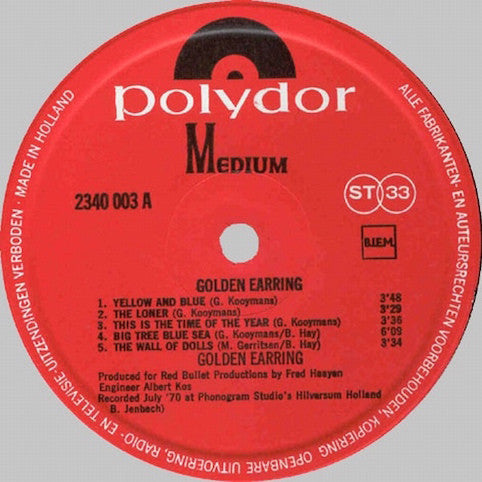 polydor
MEDIUM
2340 003 A
ST 33
B.I.E.M.
GOLDEN EARRING
1. YELLOW AND BLUE (G. Kooymans) 3'48
2. THE LONER (G. Kooymans) 3'29
3. THIS IS THE TIME OF THE YEAR (G. Kooymans) 3'36
4. BIG TREE BLUE SEA (G. Kooymans/B. Hay) 6'09
5. THE WALL OF DOLLS (M. Gerritsen/B. Hay) 3'34
GOLDEN EARRING
Produced for Red Bullet Productions by Fred Haayen
Engineer Albert Kos
Recorded July '70 at Phonogram Studio's Hilversum Holland
B. Jenbach)
ALLE FABRIKANTEN- EN AUTEURSRECHTEN VOORBEHOUDEN, KOPIERING, OPENBARE UITVOERING, RADIO- EN TELEVISIE-UITZENDINGEN VERBODEN · MADE IN HOLLAND